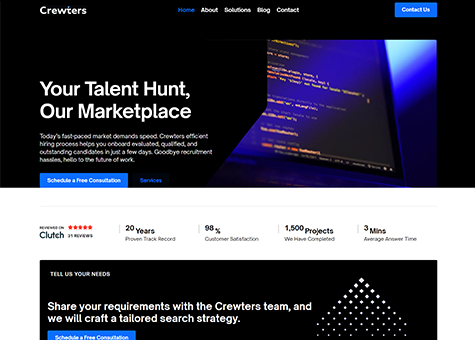 Crewters
Home About Solutions Blog Contact
Contact Us
Your Talent Hunt,
Our Marketplace
Today's fast-paced market demands speed. Crewters efficient
hiring process helps you onboard evaluated, qualified, and
outstanding candidates in just a few days. Goodbye recruitment
hassles, hello to the future of work.
Schedule a Free Consultation Services
REVIEWED ON
Clutch 21 REVIEWS
20 Years
Proven Track Record
98 %
Customer Satisfaction
1,500 Projects
We Have Completed
3 Mins
Average Answer Time
TELL US YOUR NEEDS
Share your requirements with the Crewters team, and
we will craft a tailored search strategy.
Schedule a Free Consultation